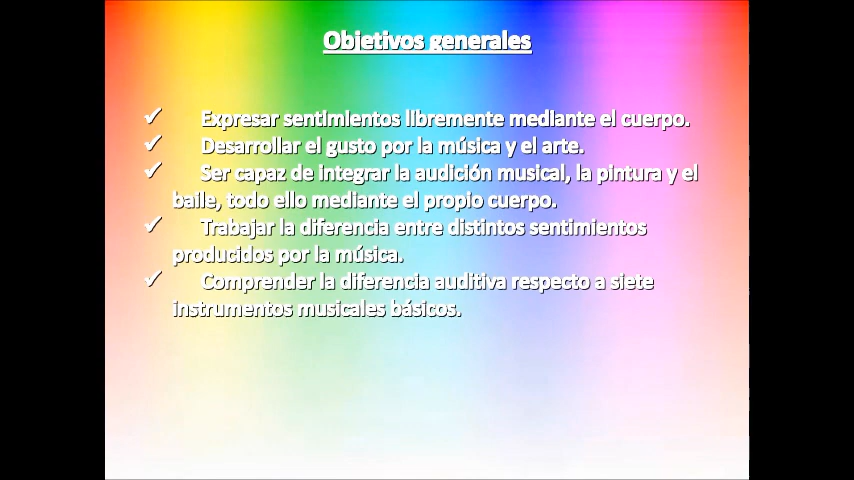 Objetivos generales
✓ Expresar sentimientos libremente mediante el cuerpo.
✓ Desarrollar el gusto por la música y el arte.
✓ Ser capaz de integrar la audición musical, la pintura y el
baile, todo ello mediante el propio cuerpo.
✓ Trabajar la diferencia entre distintos sentimientos
producidos por la música.
✓ Comprender la diferencia auditiva respecto a siete
instrumentos musicales básicos.